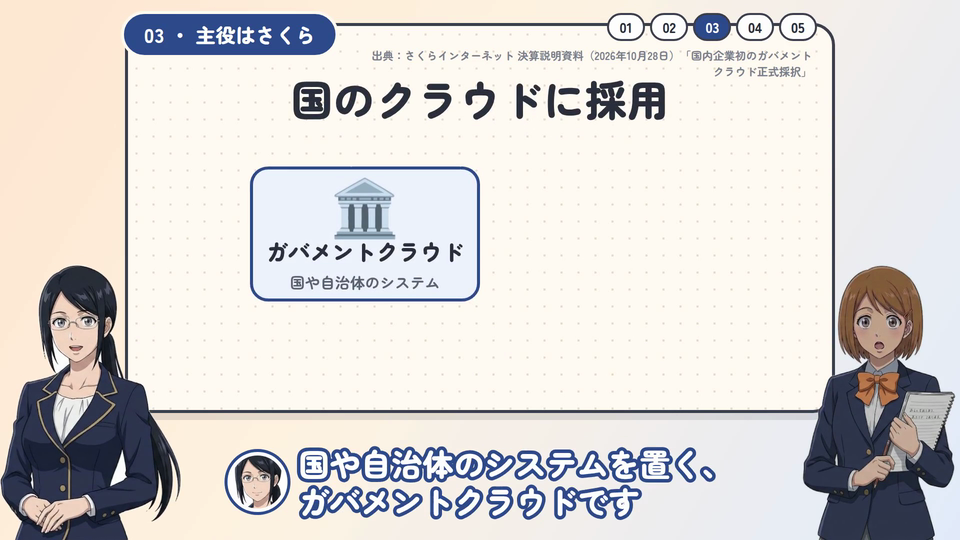 03 ・ 主役はさくら
01 02 03 04 05
出典：さくらインターネット 決算説明資料（2026年10月28日）「国内企業初のガバメント
クラウド正式採択」
国のクラウドに採用
ガバメントクラウド
国や自治体のシステム
国や自治体のシステムを置く、
ガバメントクラウドです